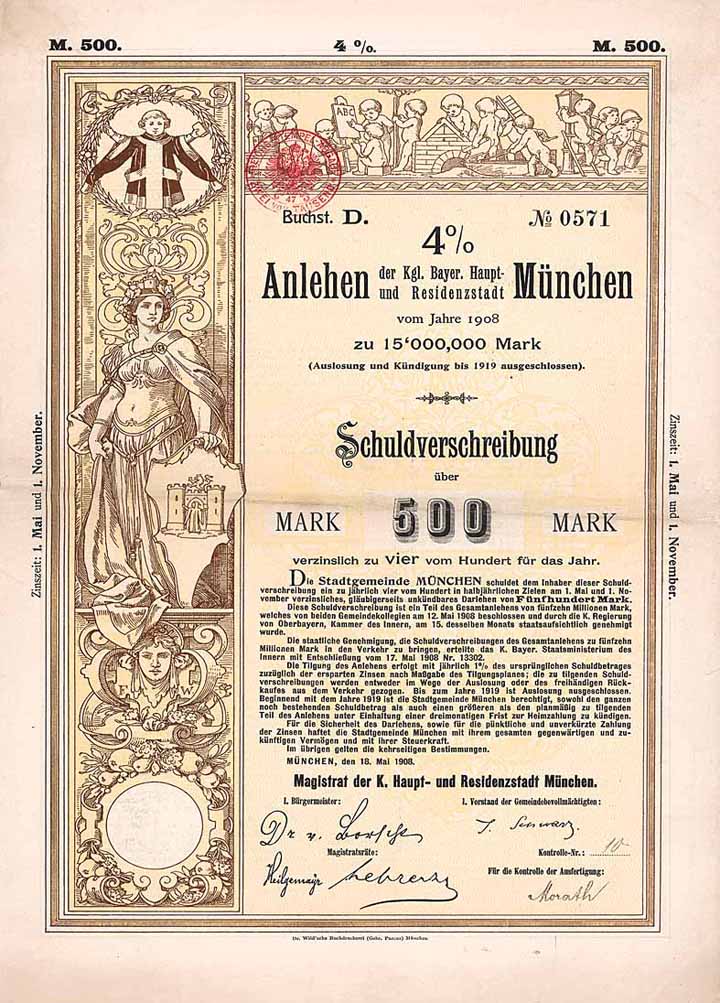 M. 500.
4 %.
M. 500.
ABC
Buchst. D.
№ 0571
4%
Anlehen der Kgl. Bayer. Haupt- und Residenzstadt München
vom Jahre 1908
zu 15‘000,000 Mark
(Auslosung und Kündigung bis 1919 ausgeschlossen).
Schuldverschreibung
über
MARK 500 MARK
verzinslich zu vier vom Hundert für das Jahr.
Die Stadtgemeinde MÜNCHEN schuldet dem Inhaber dieser Schuld-
verschreibung ein zu jährlich vier vom Hundert in halbjährlichen Zielen am 1. Mai und 1. No-
vember verzinsliches, gläubigerseits unkündbares Darlehen von Fünfhundert Mark.
Diese Schuldverschreibung ist ein Teil des Gesamtanlehens von fünfzehn Millionen Mark,
welches von beiden Gemeindekollegien am 12. Mai 1908 beschlossen und durch die K. Regierung
von Oberbayern, Kammer des Innern, am 15. desselben Monats staatsaufsichtlich genehmigt
wurde.
Die staatliche Genehmigung, die Schuldverschreibungen des Gesamtanlehens zu fünfzehn
Millionen Mark in den Verkehr zu bringen, erteilte das K. Bayer. Staatsministerium des
Innern mit Entschließung vom 17. Mai 1908 Nr. 13302.
Die Tilgung des Anlehens erfolgt mit jährlich 1% des ursprünglichen Schuldbetrages
zuzüglich der ersparten Zinsen nach Maßgabe des Tilgungsplanes; die zu tilgenden Schuld-
verschreibungen werden entweder im Wege der Auslosung oder des freihändigen Rück-
kaufes aus dem Verkehr gezogen. Bis zum Jahre 1919 ist Auslosung ausgeschlossen.
Beginnend mit dem Jahre 1919 ist die Stadtgemeinde München berechtigt, sowohl den ganzen
noch bestehenden Schuldbetrag als auch einen größeren als den planmäßig zu tilgenden
Teil des Anlehens unter Einhaltung einer dreimonatigen Frist zur Heimzahlung zu kündigen.
Für die Sicherheit des Darlehens, sowie für die pünktliche und unverkürzte Zahlung
der Zinsen haftet die Stadtgemeinde München mit ihrem gesamten gegenwärtigen und zu-
künftigen Vermögen und mit ihrer Steuerkraft.
Im übrigen gelten die kehrseitigen Bestimmungen.
MÜNCHEN, den 18. Mai 1908.
Magistrat der K. Haupt- und Residenzstadt München.
I. Bürgermeister:
I. Vorstand der Gemeindebevollmächtigten:
Dr v. Borscht
Schwarz
Magistratsräte:
Kontrolle-Nr.: 10
Heilgemayr
Für die Kontrolle der Ausfertigung:
Morath
Zinszeit: 1. Mai und 1. November.
Zinszeit: 1. Mai und 1. November.
F W
Dr. Wild'sche Buchdruckerei (Gebr. Parcus) München.